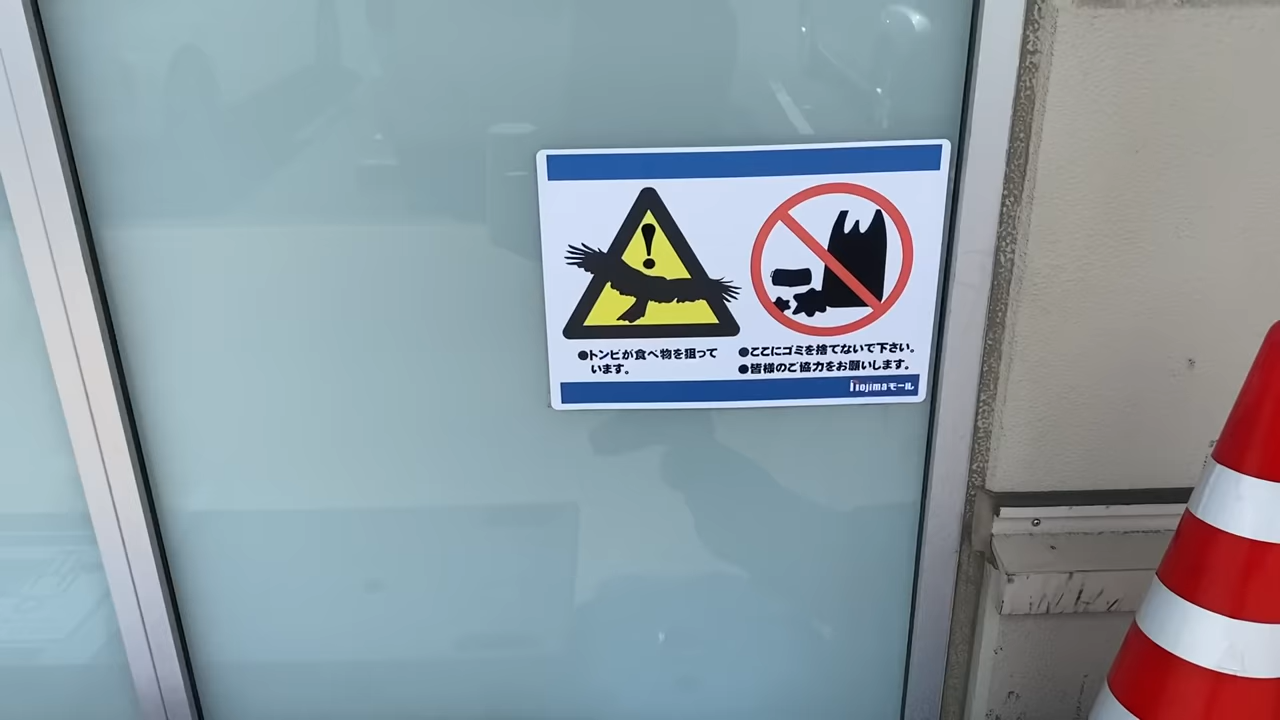 !
●トンビが食べ物を狙って
います。
●ここにゴミを捨てないで下さい。
●皆様のご協力をお願いします。
nojimaモール